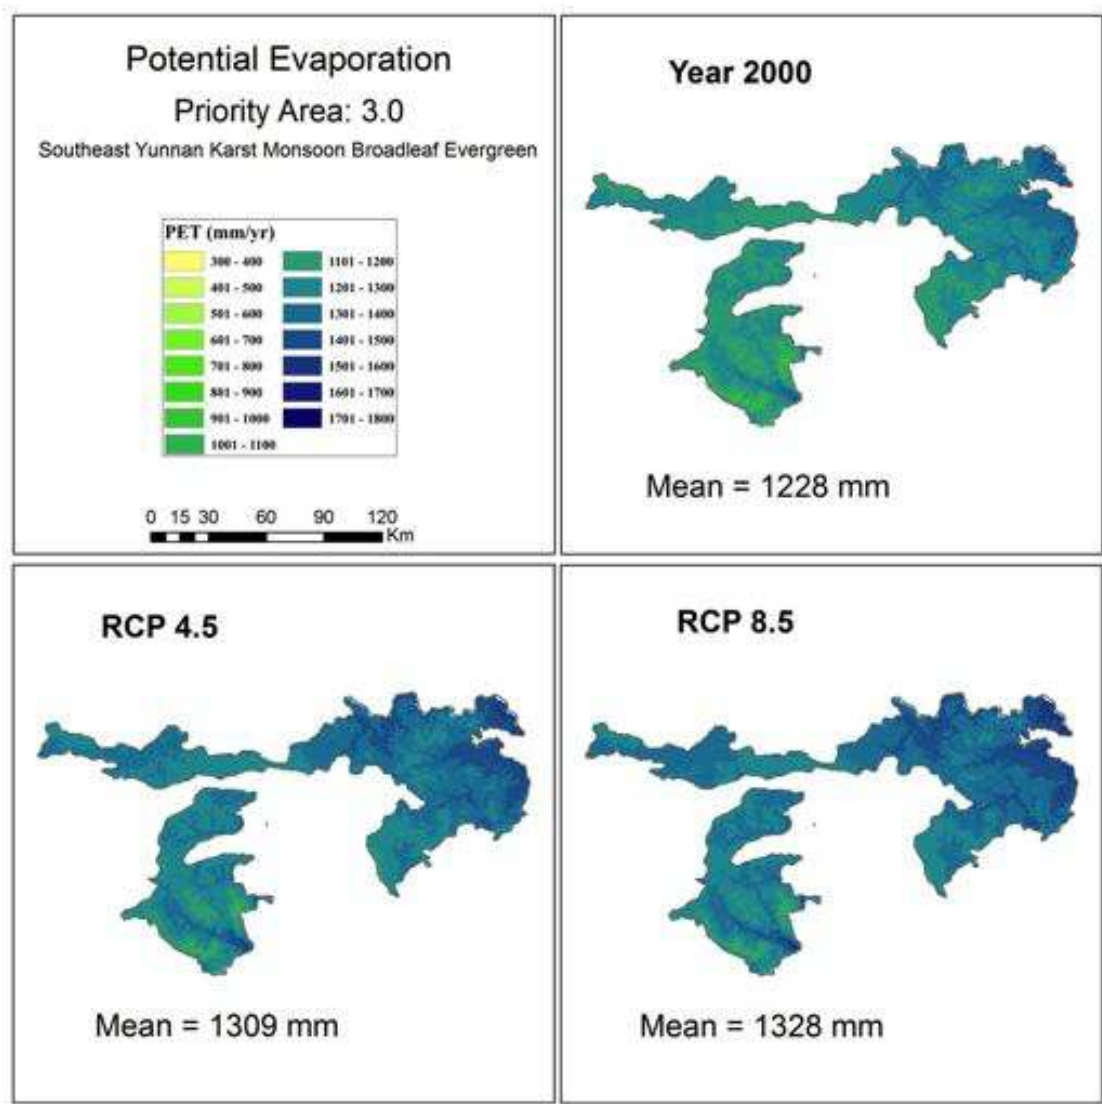 Potential Evaporation
Priority Area: 3.0
Southeast Yunnan Karst Monsoon Broadleaf Evergreen
PET (mm/yr)
300 - 400
401 - 500
501 - 600
601 - 700
701 - 800
801 - 900
901 - 1000
1001 - 1100
1101 - 1200
1201 - 1300
1301 - 1400
1401 - 1500
1501 - 1600
1601 - 1700
1701 - 1800
0 15 30 60 90 120
Km
Year 2000
Mean = 1228 mm
RCP 4.5
Mean = 1309 mm
RCP 8.5
Mean = 1328 mm